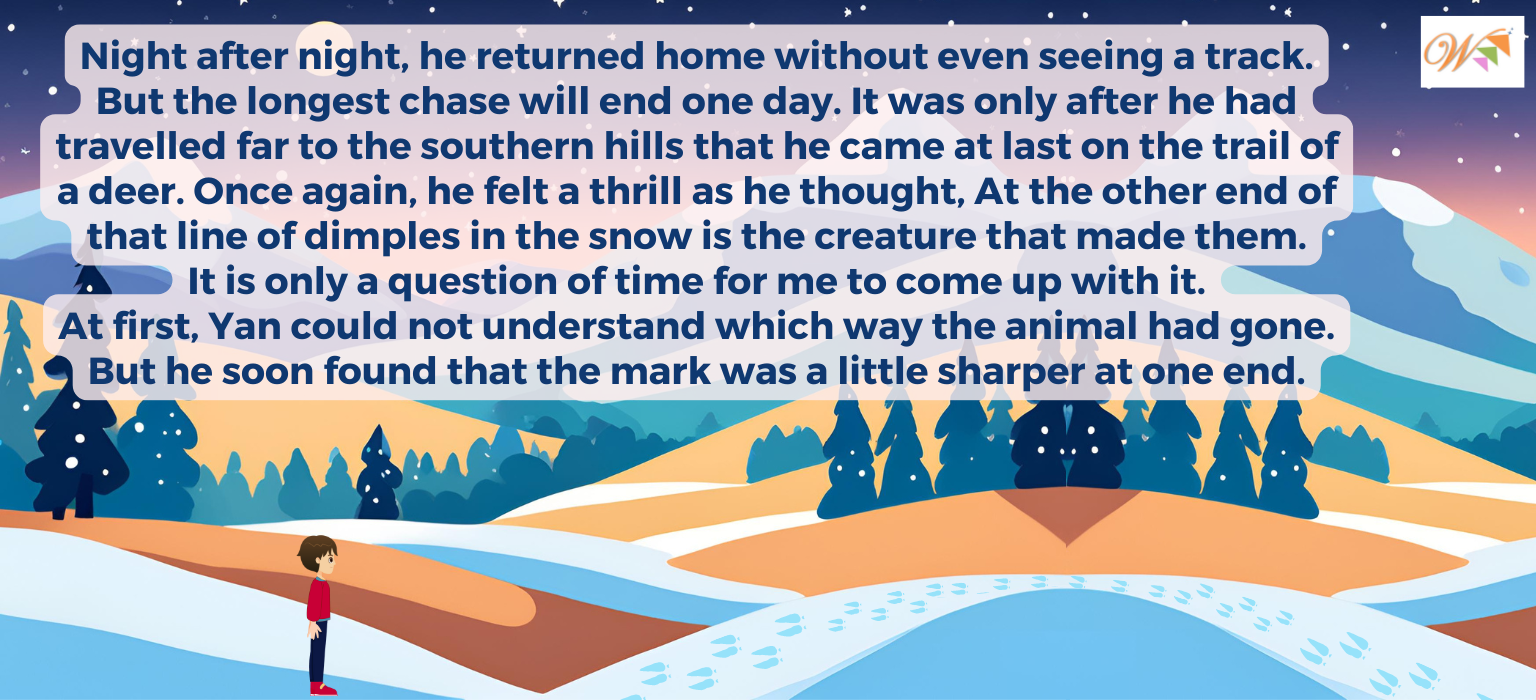 Night after night, he returned home without even seeing a track.
But the longest chase will end one day. It was only after he had
travelled far to the southern hills that he came at last on the trail of
a deer. Once again, he felt a thrill as he thought, At the other end of
that line of dimples in the snow is the creature that made them.
It is only a question of time for me to come up with it.
At first, Yan could not understand which way the animal had gone.
But he soon found that the mark was a little sharper at one end.
W